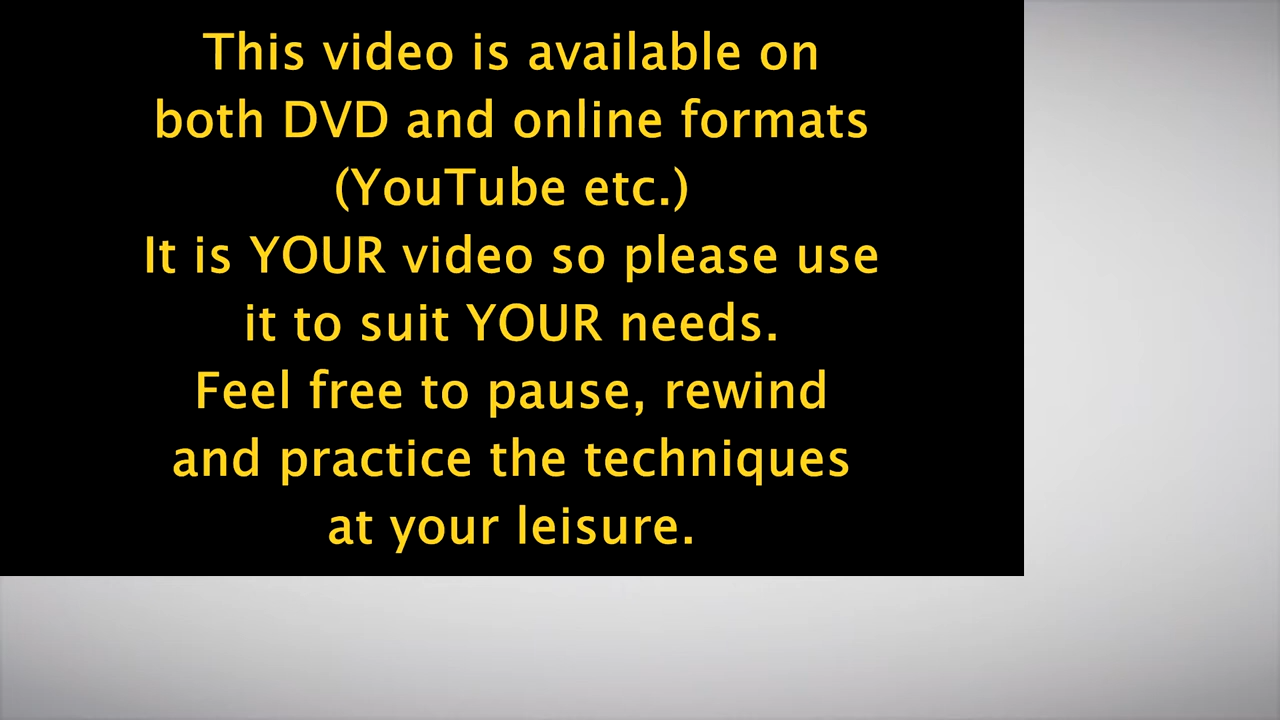 This video is available on
both DVD and online formats
(YouTube etc.)
It is YOUR video so please use
it to suit YOUR needs.
Feel free to pause, rewind
and practice the techniques
at your leisure.